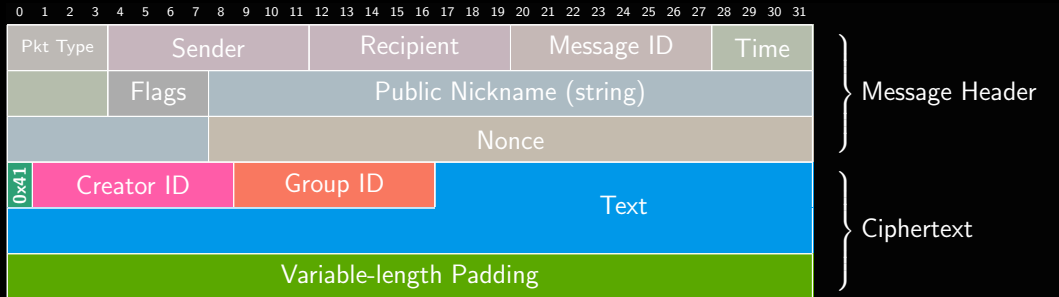 0 1 2 3 4 5 6 7 8 9 10 11 12 13 14 15 16 17 18 19 20 21 22 23 24 25 26 27 28 29 30 31
Pkt Type Sender Recipient Message ID Time
Flags Public Nickname (string)
Message Header
Nonce
0x41 Creator ID Group ID
Text
Ciphertext
Variable-length Padding